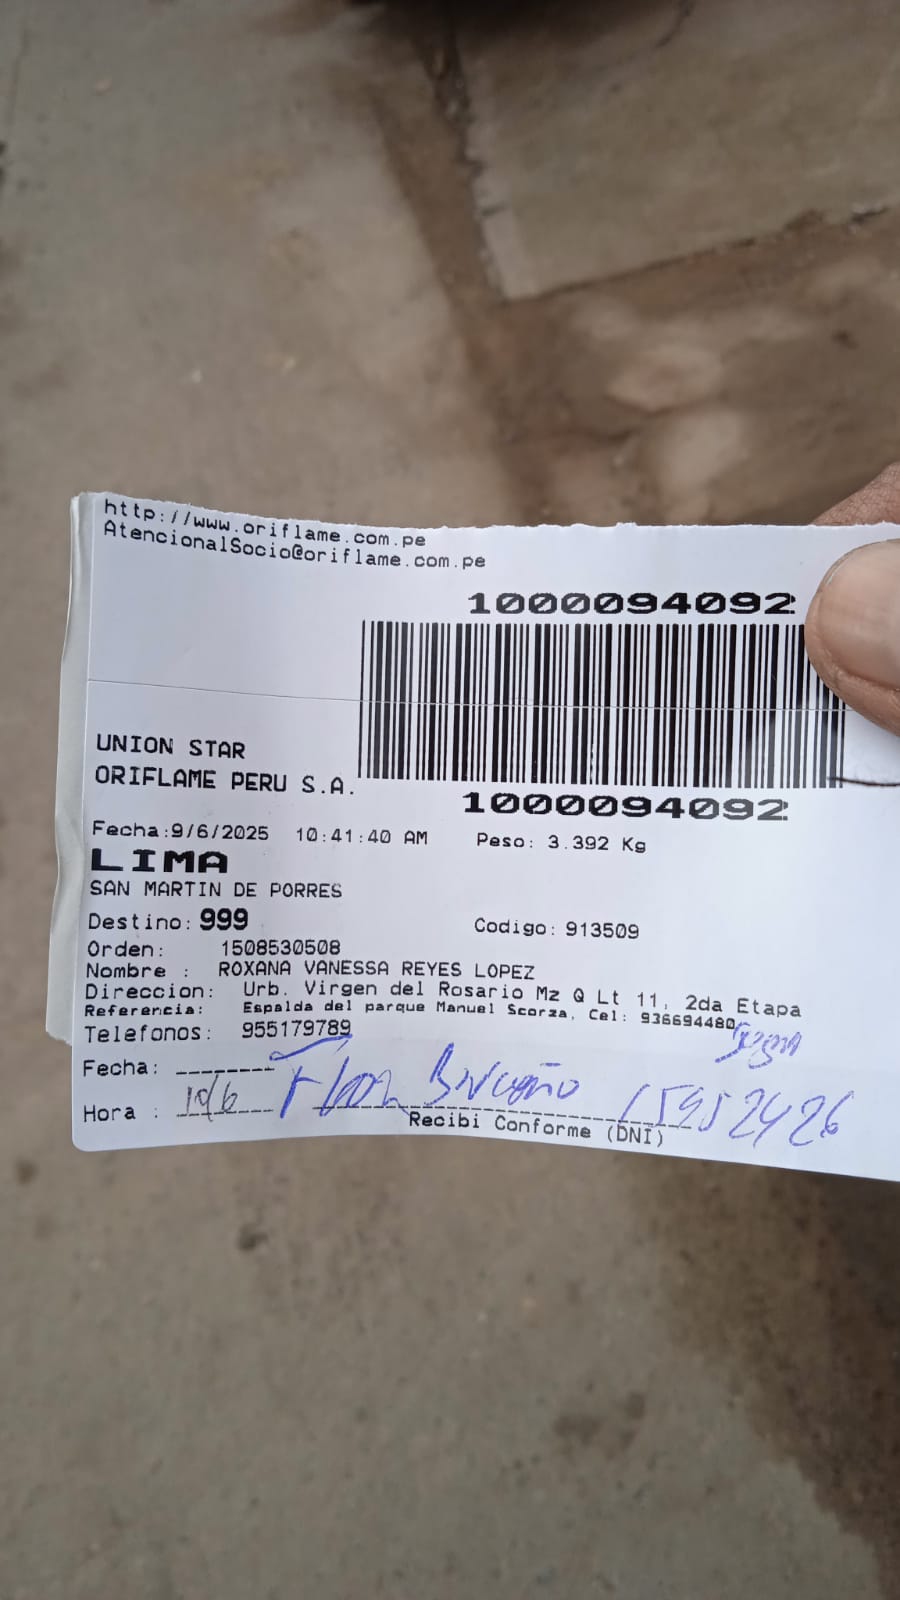 http://www.oriflame.com.pe
AtencionalSocio@oriflame.com.pe
1000094092
UNION STAR
ORIFLAME PERU S.A.
1000094092
Fecha:9/6/2025 10:41:40 AM Peso: 3.392 Kg
LIMA
SAN MARTIN DE PORRES
Destino: 999 Codigo: 913509
Orden: 1508530508
Nombre : ROXANA VANESSA REYES LOPEZ
Direccion: Urb. Virgen del Rosario Mz Q Lt 11, 2da Etapa
Referencia: Espalda del parque Manuel Scorza, Cel: 936694480
Telefonos: 955179789
Fecha:
Hora : 10/6 Flor 15952426
Recibi Conforme (DNI)